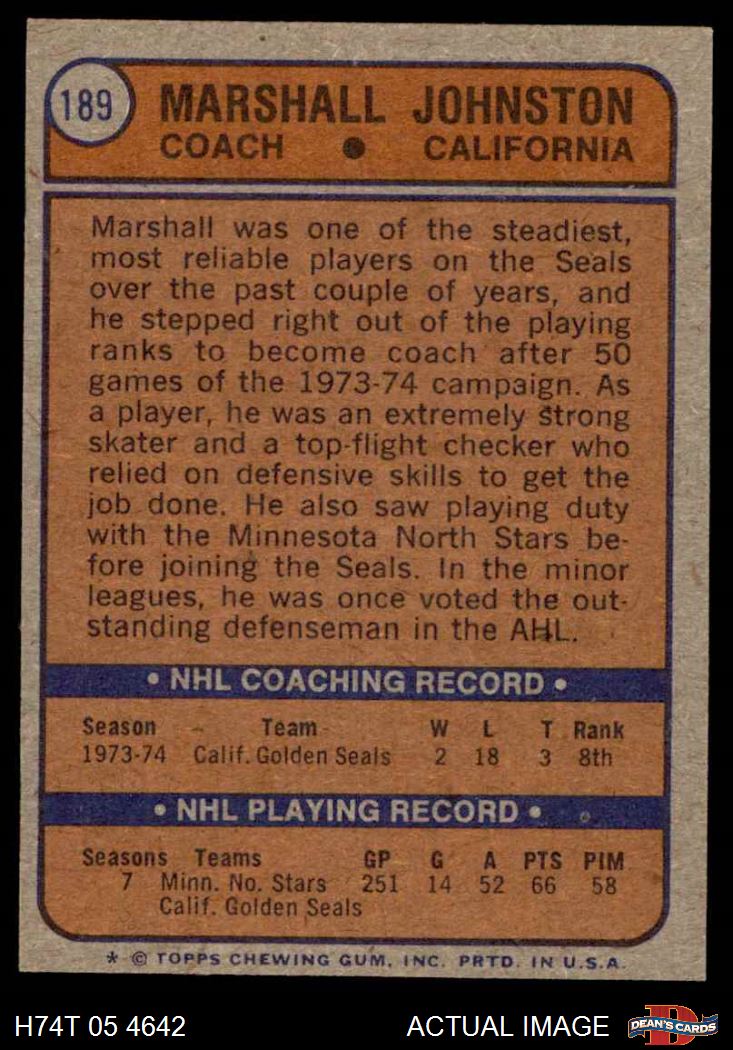 189
MARSHALL JOHNSTON
COACH • CALIFORNIA
Marshall was one of the steadiest,
most reliable players on the Seals
over the past couple of years, and
he stepped right out of the playing
ranks to become coach after 50
games of the 1973-74 campaign. As
a player, he was an extremely strong
skater and a top-flight checker who
relied on defensive skills to get the
job done. He also saw playing duty
with the Minnesota North Stars be-
fore joining the Seals. In the minor
leagues, he was once voted the out-
standing defenseman in the AHL.
• NHL COACHING RECORD •
Season Team W L T Rank
1973-74 Calif. Golden Seals 2 18 3 8th
• NHL PLAYING RECORD •
Seasons Teams GP G A PTS PIM
7 Minn. No. Stars 251 14 52 66 58
Calif. Golden Seals
* © TOPPS CHEWING GUM, INC. PRTD. IN U.S.A.
H74T 05 4642 ACTUAL IMAGE
D
DEAN'S CARDS